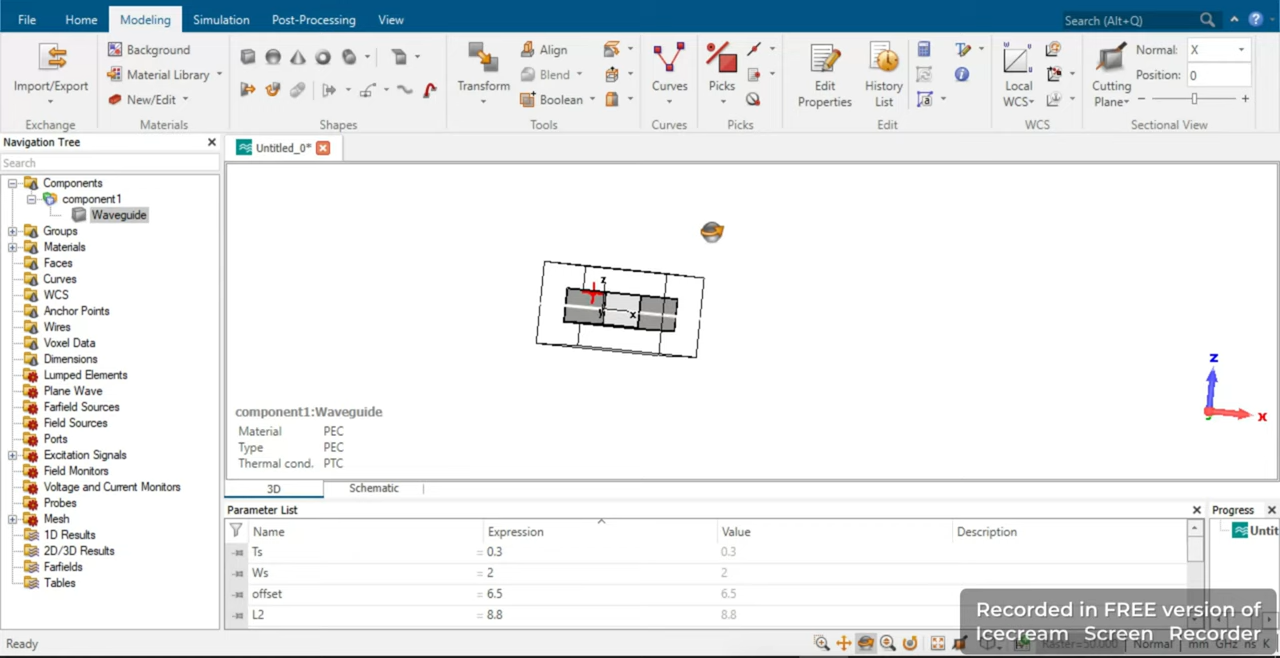 File Home Modeling Simulation Post-Processing View Search (Alt+Q)
Import/Export
Exchange
Background
Material Library
New/Edit
Materials
Shapes
Transform
Align
Blend
Boolean
Tools
Curves
Curves
Picks
Picks
Edit Properties
History List
Edit
Local WCS
WCS
Cutting Plane
Normal: X
Position: 0
Sectional View
Navigation Tree
Search
Components
component1
Waveguide
Groups
Materials
Faces
Curves
WCS
Anchor Points
Wires
Voxel Data
Dimensions
Lumped Elements
Plane Wave
Farfield Sources
Field Sources
Ports
Excitation Signals
Field Monitors
Voltage and Current Monitors
Probes
Mesh
1D Results
2D/3D Results
Farfields
Tables
Untitled_0*
z
x
z
x
component1:Waveguide
Material PEC
Type PEC
Thermal cond. PTC
3D Schematic
Parameter List
Name Expression Value Description
Ts = 0.3 0.3
Ws = 2 2
offset = 6.5 6.5
L2 = 8.8 8.8
Progress
Untit
Recorded in FREE version of
Icecream Screen Recorder
Ready
Raster=50.000 Normal mm GHz ns K